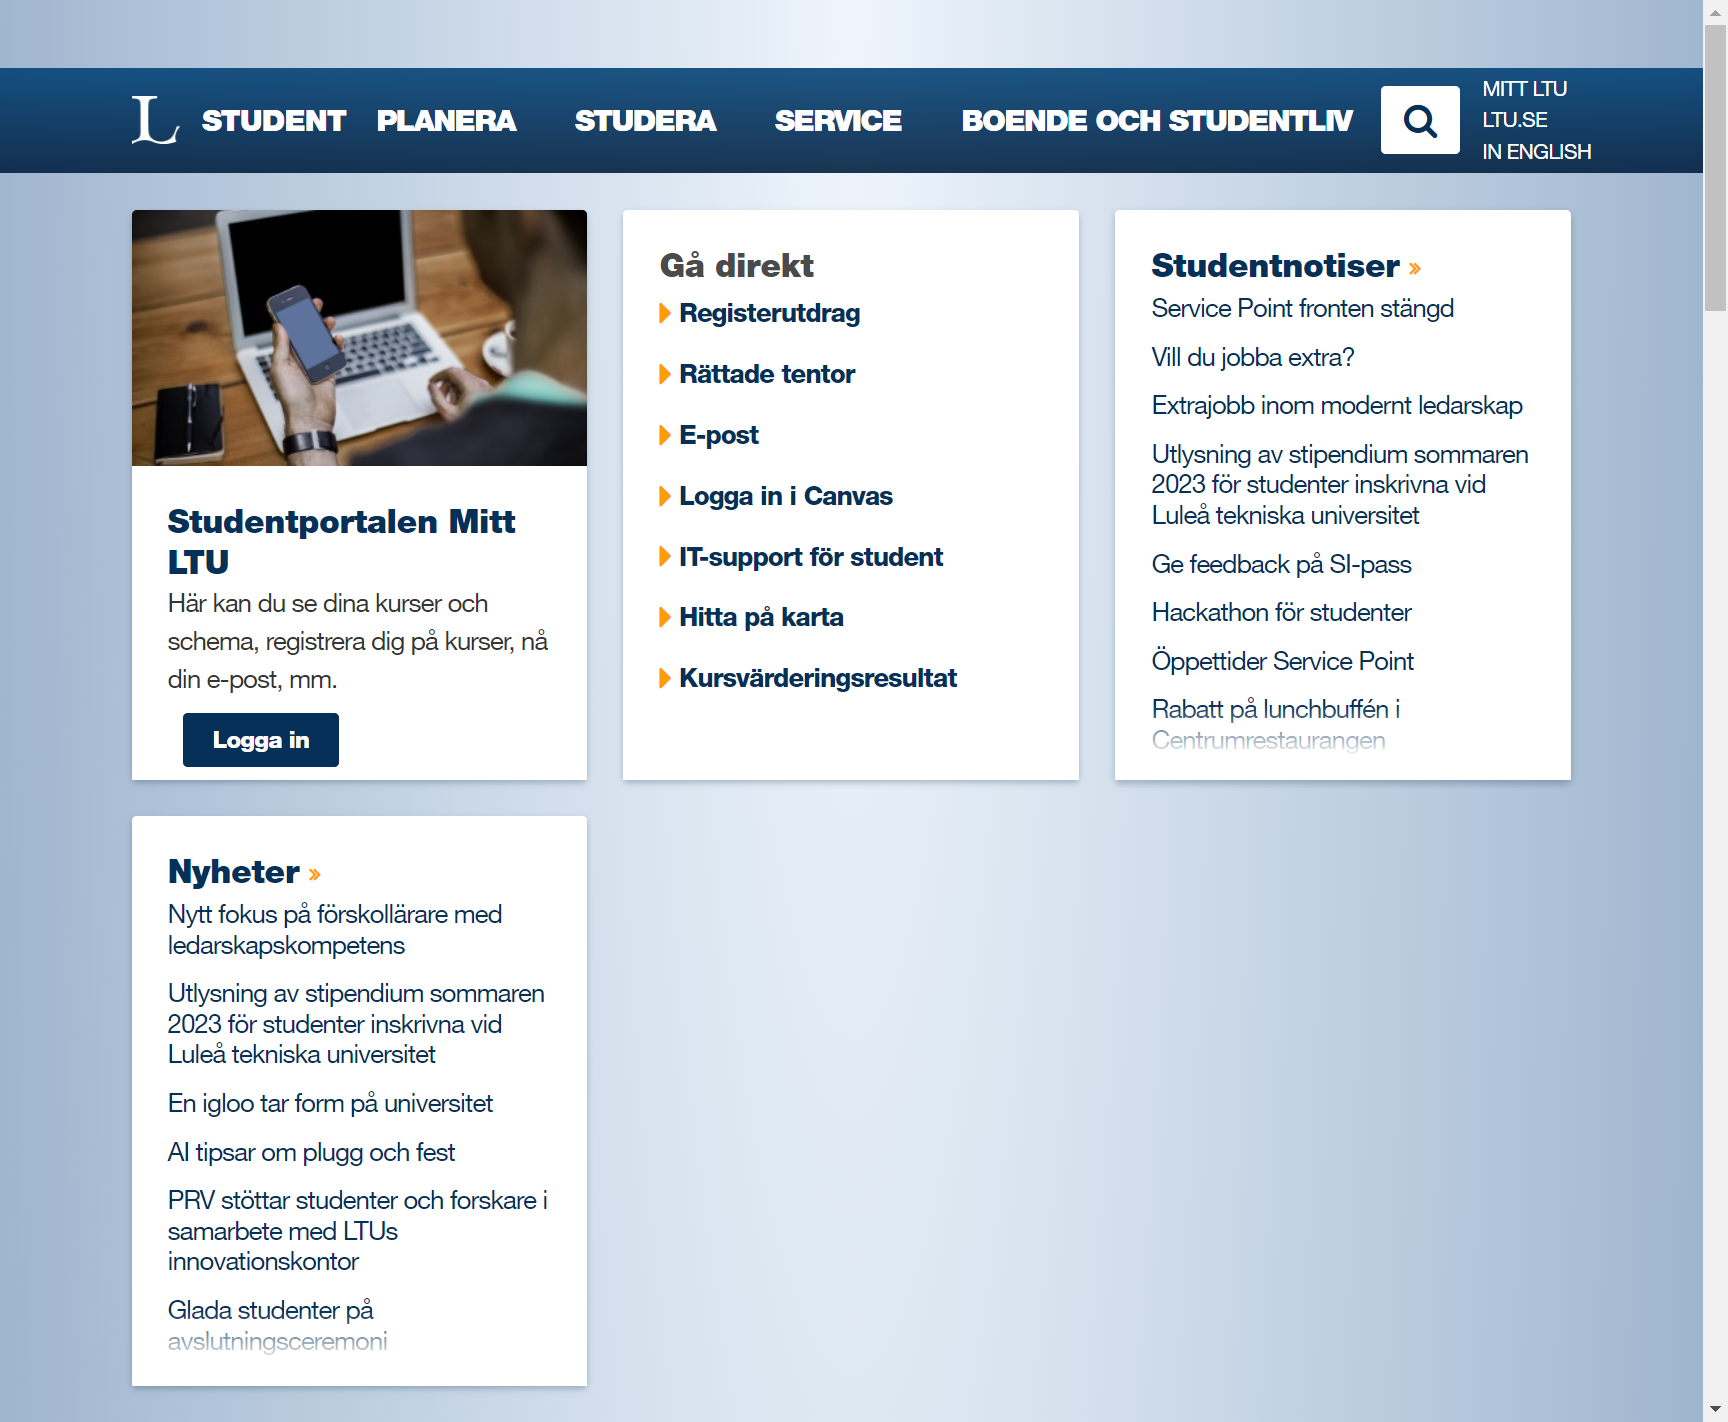 L STUDENT PLANERA STUDERA SERVICE BOENDE OCH STUDENTLIV
MITT LTU
LTU.SE
IN ENGLISH
Studentportalen Mitt
LTU
Här kan du se dina kurser och
schema, registrera dig på kurser, nå
din e-post, mm.
Logga in
Gå direkt
Registerutdrag
Rättade tentor
E-post
Logga in i Canvas
IT-support för student
Hitta på karta
Kursvärderingsresultat
Studentnotiser »
Service Point fronten stängd
Vill du jobba extra?
Extrajobb inom modernt ledarskap
Utlysning av stipendium sommaren
2023 för studenter inskrivna vid
Luleå tekniska universitet
Ge feedback på SI-pass
Hackathon för studenter
Öppettider Service Point
Rabatt på lunchbuffén i
Centrumrestaurangen
Nyheter »
Nytt fokus på förskollärare med
ledarskapskompetens
Utlysning av stipendium sommaren
2023 för studenter inskrivna vid
Luleå tekniska universitet
En igloo tar form på universitet
AI tipsar om plugg och fest
PRV stöttar studenter och forskare i
samarbete med LTUs
innovationskontor
Glada studenter på
avslutningsceremoni